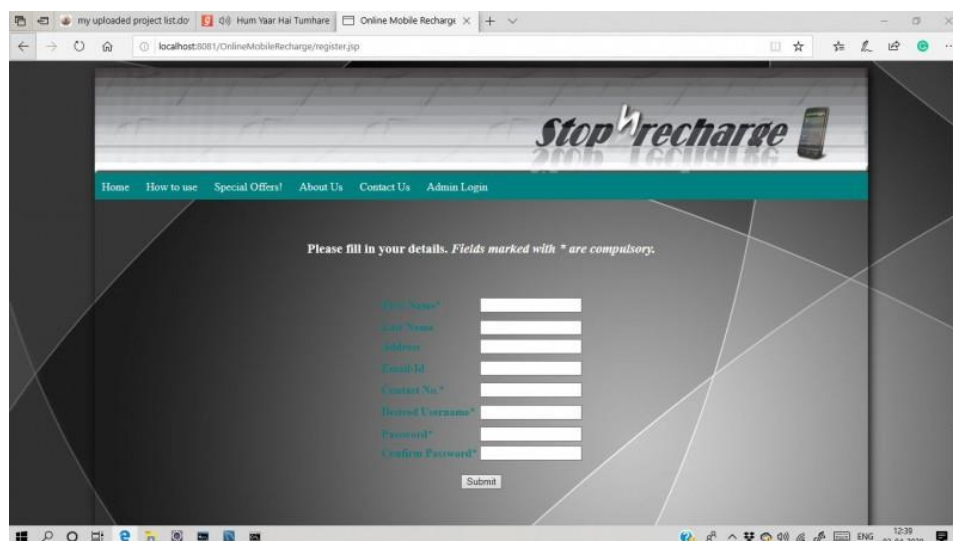 my uploaded project list.do
Hum Yaar Hai Tumhare
Online Mobile Recharge
localhost:8081/OnlineMobileRecharge/register.jsp
Stop N recharge
Home How to use Special Offers! About Us Contact Us Admin Login
Please fill in your details. Fields marked with * are compulsory.
First Name*
Last Name
Address
Email-Id
Contact No.*
Desired Username*
Password*
Confirm Password*
Submit
ENG
12:39